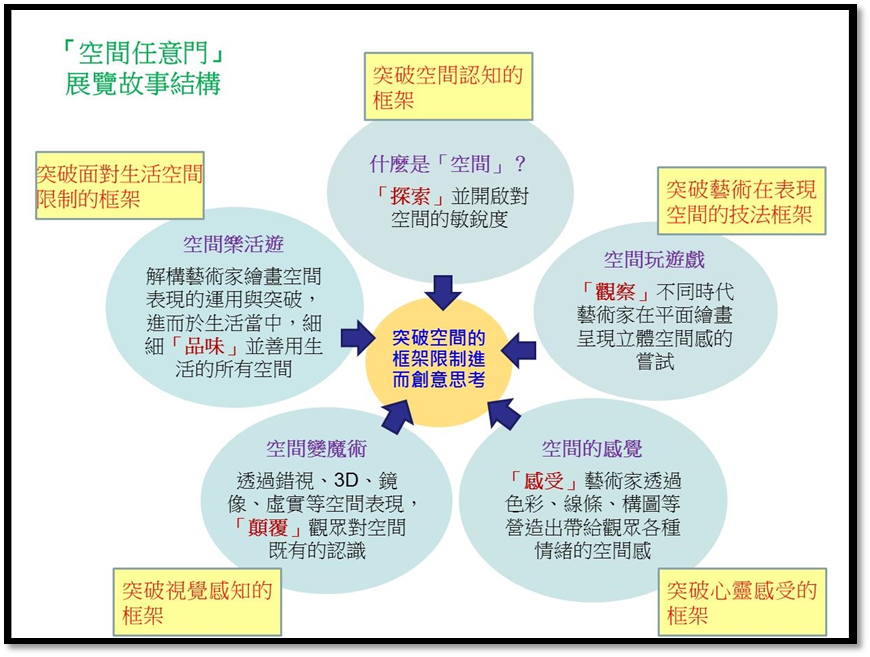 「空間任意門」
展覽故事結構
突破空間認知的
框架
什麼是「空間」？
「探索」並開啟對
空間的敏銳度
突破面對生活空間
限制的框架
空間樂活遊
解構藝術家繪畫空間
表現的運用與突破，
進而於生活當中，細
細「品味」並善用生
活的所有空間
突破藝術在表現
空間的技法框架
空間玩遊戲
「觀察」不同時代
藝術家在平面繪畫
呈現立體空間感的
嘗試
突破空間的
框架限制進
而創意思考
空間變魔術
透過錯視、3D、鏡
像、虛實等空間表現，
「顛覆」觀眾對空間
既有的認識
突破視覺感知的
框架
空間的感覺
「感受」藝術家透過
色彩、線條、構圖等
營造出帶給觀眾各種
情緒的空間感
突破心靈感受的
框架